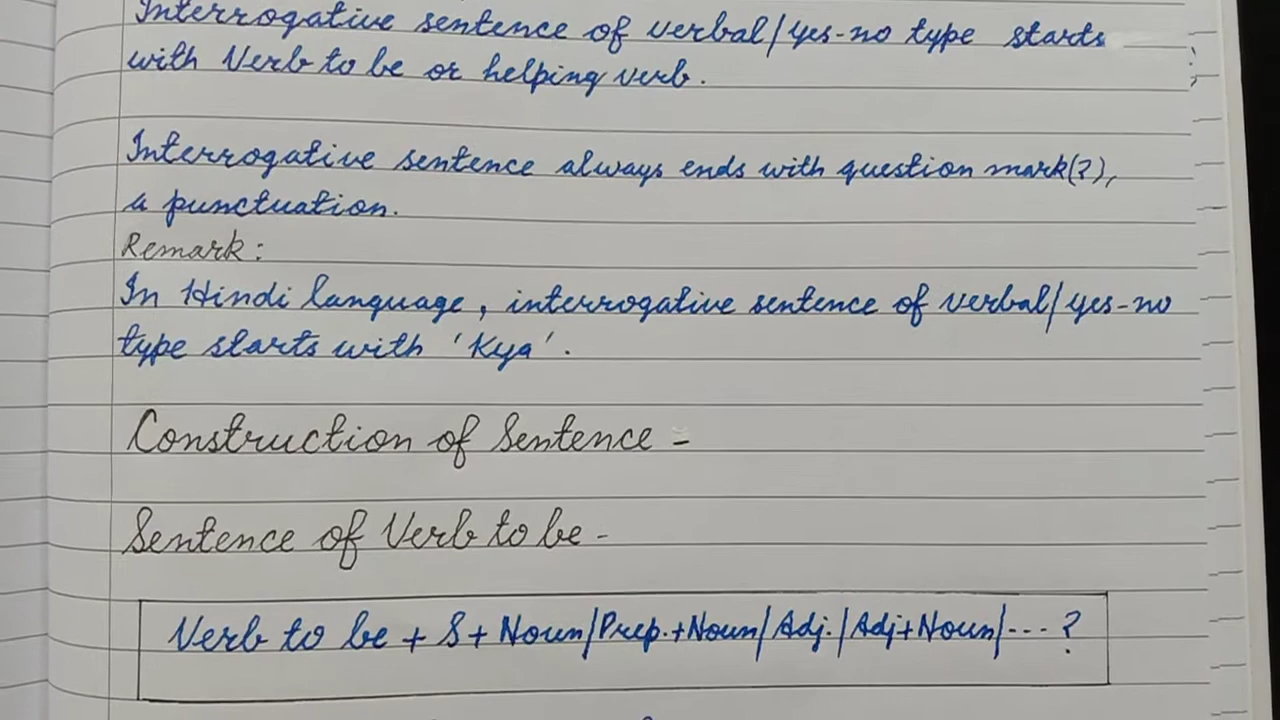 Interrogative sentence of verbal/yes-no type starts
with Verb to be or helping verb.
Interrogative sentence always ends with question mark(?),
a punctuation.
Remark:
In Hindi language, interrogative sentence of verbal/yes-no
type starts with 'Kya'.
Construction of Sentence -
Sentence of Verb to be -
Verb to be + S + Noun/Prep.+Noun/Adj./Adj+Noun/--- ?